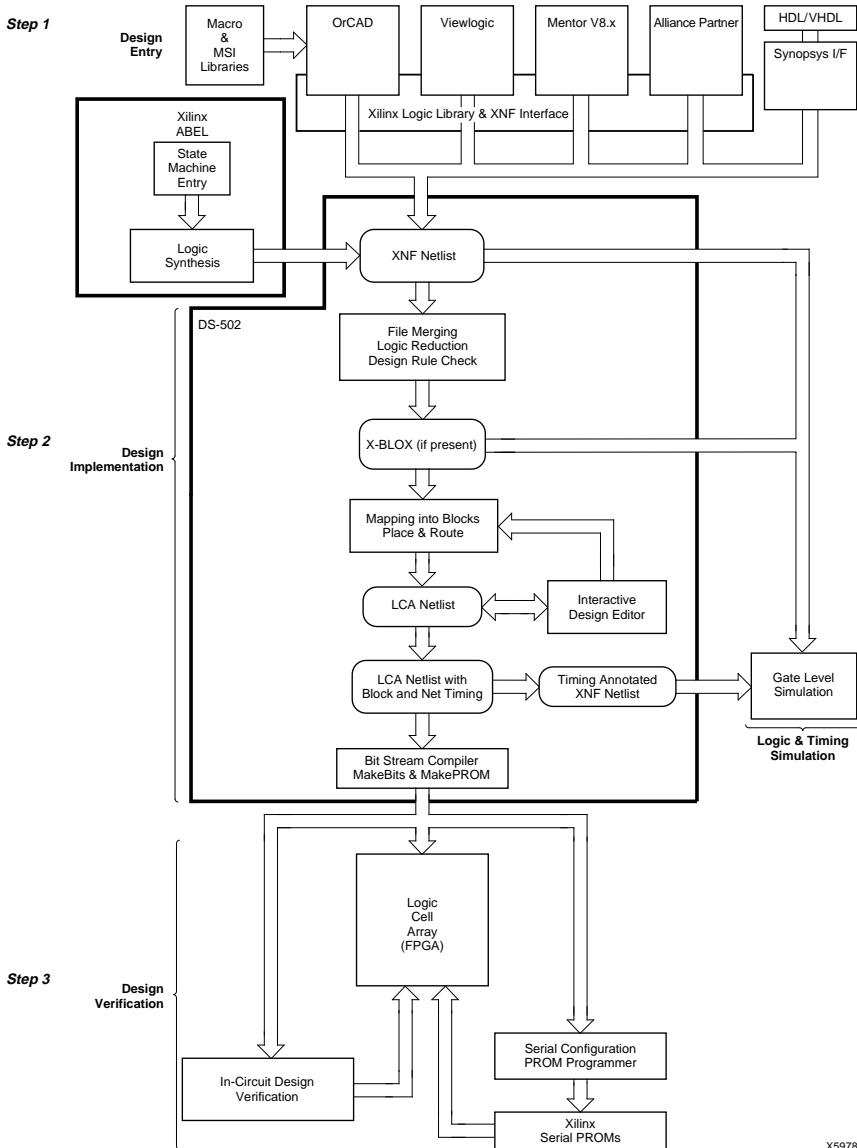 Step 1
Design
Entry
Macro
&
MSI
Libraries
OrCAD
Viewlogic
Mentor V8.x
Alliance Partner
HDL/VHDL
Synopsys I/F
Xilinx Logic Library & XNF Interface
Xilinx
ABEL
State
Machine
Entry
Logic
Synthesis
XNF Netlist
DS-502
File Merging
Logic Reduction
Design Rule Check
Step 2
Design
Implementation
X-BLOX (if present)
Mapping into Blocks
Place & Route
LCA Netlist
Interactive
Design Editor
LCA Netlist with
Block and Net Timing
Timing Annotated
XNF Netlist
Gate Level
Simulation
Logic & Timing
Simulation
Bit Stream Compiler
MakeBits & MakePROM
Logic
Cell
Array
(FPGA)
Step 3
Design
Verification
In-Circuit Design
Verification
Serial Configuration
PROM Programmer
Xilinx
Serial PROMs
X5978